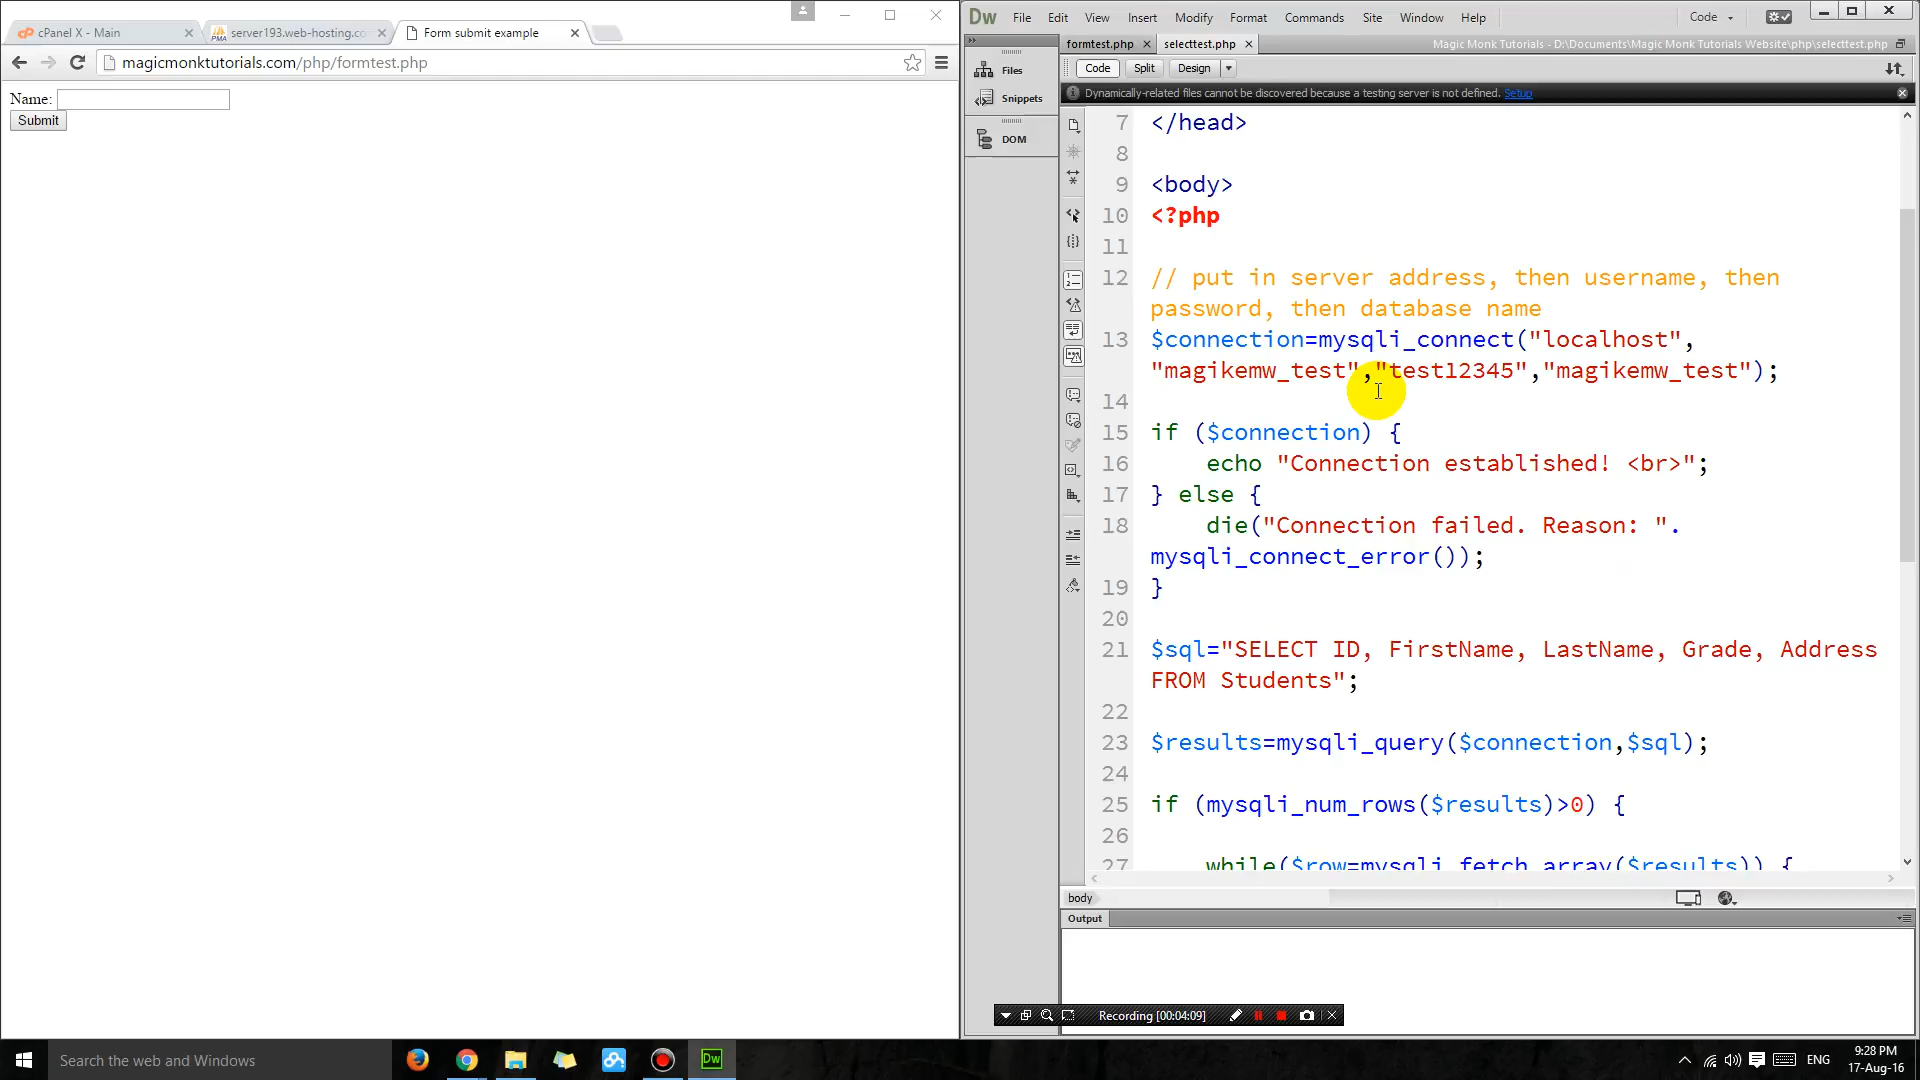 cPanel X - Main
server193.web-hosting.co
Form submit example
magicmonktutorials.com/php/formtest.php
Name:
Submit
Dw File Edit View Insert Modify Format Commands Site Window Help Code
formtest.php selecttest.php Magic Monk Tutorials - D:\Documents\Magic Monk Tutorials Website\php\selecttest.php
Code Split Design
Dynamically-related files cannot be discovered because a testing server is not defined. Setup
Files
Snippets
DOM
7 </head>
8
9 <body>
10 <?php
11
12 // put in server address, then username, then
password, then database name
13 $connection=mysqli_connect("localhost",
"magikemw_test","test12345","magikemw_test");
14
15 if ($connection) {
16 echo "Connection established! <br>";
17 } else {
18 die("Connection failed. Reason: ".
mysqli_connect_error());
19 }
20
21 $sql="SELECT ID, FirstName, LastName, Grade, Address
FROM Students";
22
23 $results=mysqli_query($connection,$sql);
24
25 if (mysqli_num_rows($results)>0) {
26
27 while($row=mysqli_fetch_array($results)) {
body
Output
Recording [00:04:09]
Search the web and Windows
Dw
ENG
9:28 PM
17-Aug-16